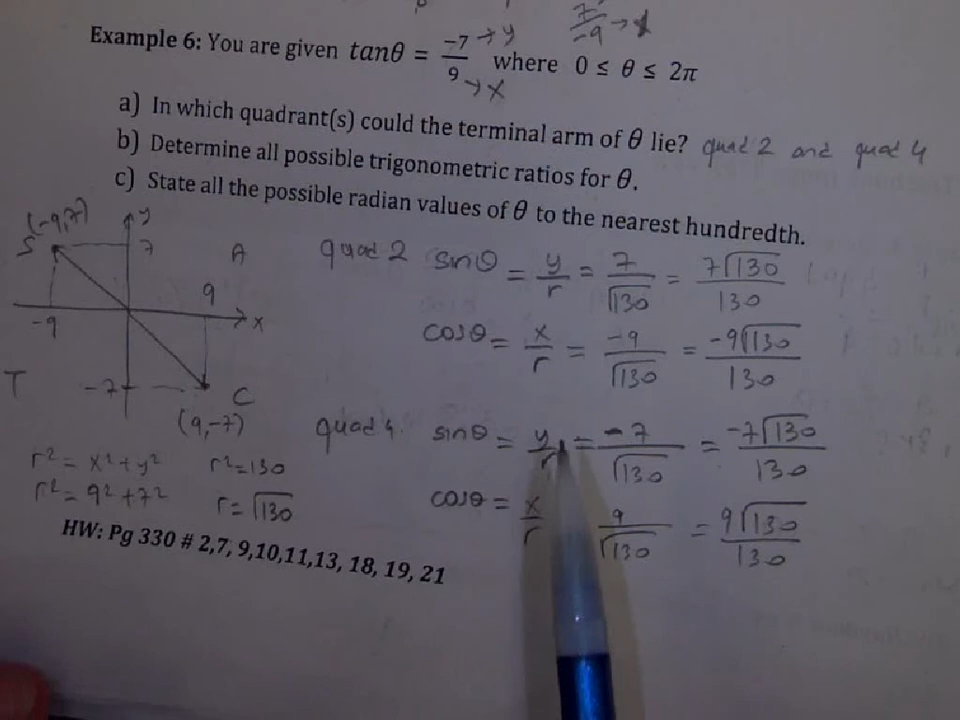 7/-9 → x
Example 6: You are given tanθ = -7/9 → y → x where 0 ≤ θ ≤ 2π
a) In which quadrant(s) could the terminal arm of θ lie? quad 2 and quad 4
b) Determine all possible trigonometric ratios for θ.
c) State all the possible radian values of θ to the nearest hundredth.
(-9,7) y
S 7 A
9
-9 x
T -7 C
(9,-7)
quad 2 sinθ = y/r = 7/√130 = 7√130/130
cosθ = x/r = -9/√130 = -9√130/130
quad 4 sinθ = y/r = -7/√130 = -7√130/130
cosθ = x/r 9/√130 = 9√130/130
r² = x² + y² r² = 130
r² = 9² + 7² r = √130
HW: Pg 330 # 2,7, 9,10,11,13, 18, 19, 21